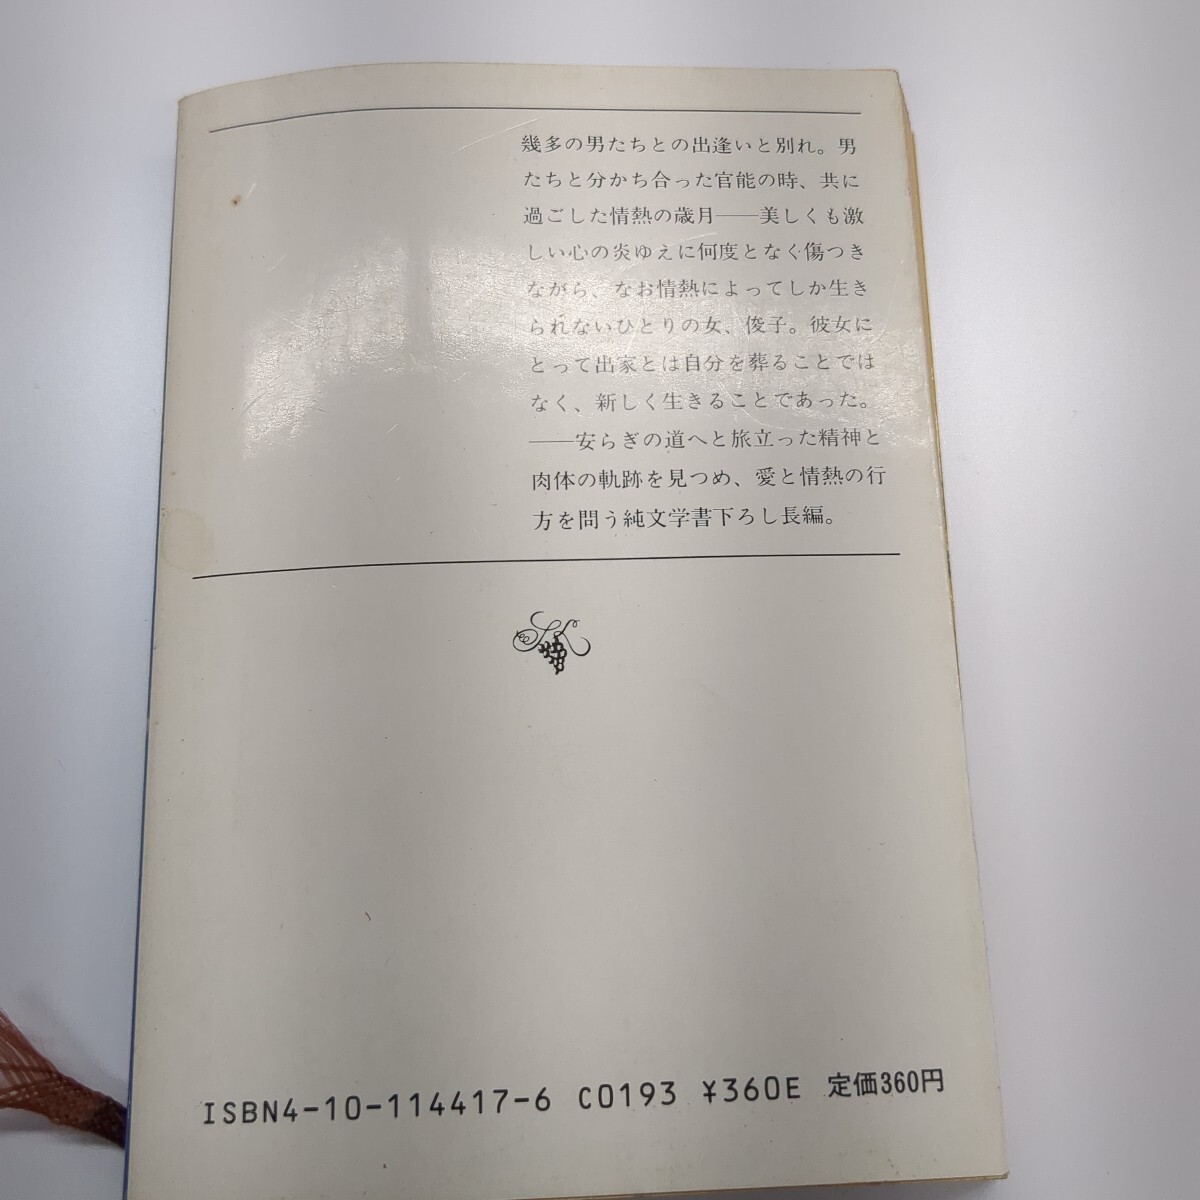 幾多の男たちとの出逢いと別れ。男
たちと分かち合った官能の時、共に
過ごした情熱の歳月――美しくも激
しい心の炎ゆえに何度となく傷つき
ながら、なお情熱によってしか生き
られないひとりの女、俊子。彼女に
とって出家とは自分を葬ることでは
なく、新しく生きることであった。
――安らぎの道へと旅立った精神と
肉体の軌跡を見つめ、愛と情熱の行
方を問う純文学書下ろし長編。
ISBN4-10-114417-6 C0193 ¥360E 定価360円